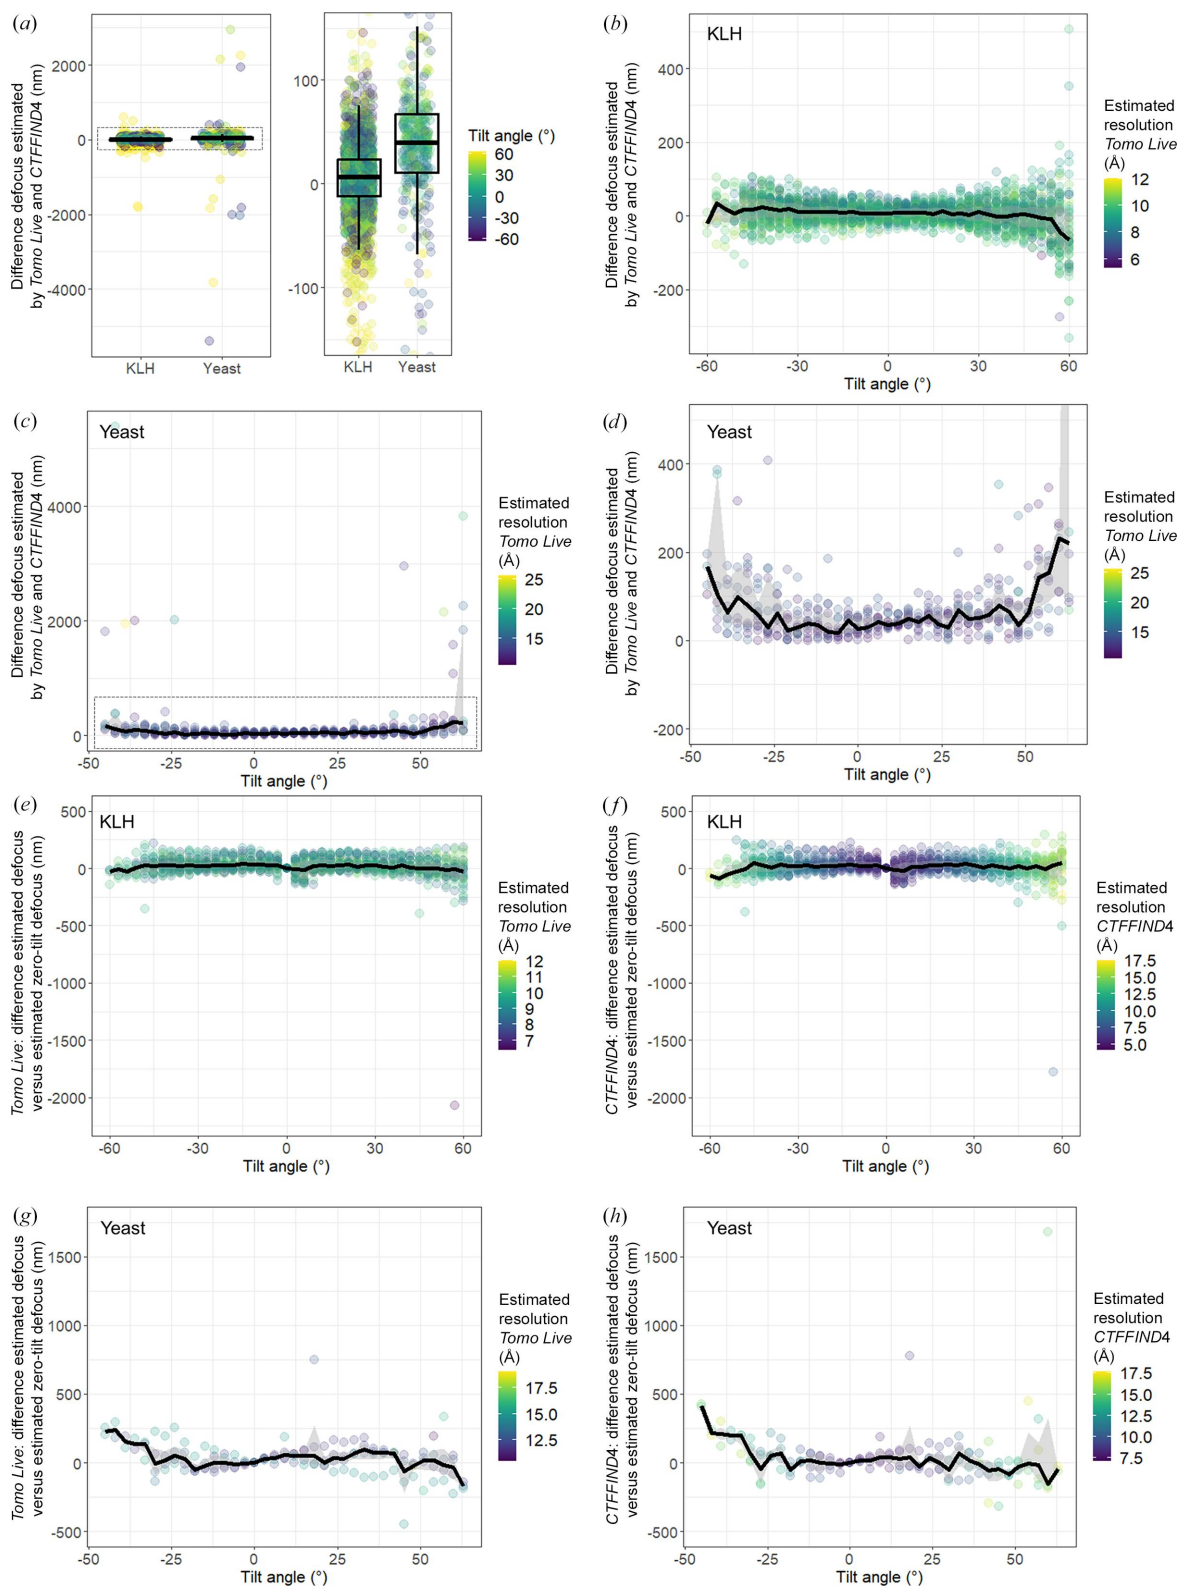 (a)
Difference defocus estimated
by Tomo Live and CTFFIND4 (nm)
2000
0
-2000
-4000
KLH
Yeast
100
0
-100
KLH
Yeast
Tilt angle (°)
60
30
0
-30
-60
(b)
KLH
Difference defocus estimated
by Tomo Live and CTFFIND4 (nm)
400
200
0
-200
-60
-30
0
30
60
Tilt angle (°)
Estimated
resolution
Tomo Live
(Å)
12
10
8
6
(c)
Yeast
Difference defocus estimated
by Tomo Live and CTFFIND4 (nm)
4000
2000
0
-50
-25
0
25
50
Tilt angle (°)
Estimated
resolution
Tomo Live
(Å)
25
20
15
(d)
Yeast
Difference defocus estimated
by Tomo Live and CTFFIND4 (nm)
400
200
0
-200
-50
-25
0
25
50
Tilt angle (°)
Estimated
resolution
Tomo Live
(Å)
25
20
15
(e)
KLH
Tomo Live: difference estimated defocus
versus estimated zero-tilt defocus (nm)
500
0
-500
-1000
-1500
-2000
-60
-30
0
30
60
Tilt angle (°)
Estimated
resolution
Tomo Live
(Å)
12
11
10
9
8
7
(f)
KLH
CTFFIND4: difference estimated defocus
versus estimated zero-tilt defocus (nm)
500
0
-500
-1000
-1500
-2000
-60
-30
0
30
60
Tilt angle (°)
Estimated
resolution
CTFFIND4
(Å)
17.5
15.0
12.5
10.0
7.5
5.0
(g)
Yeast
Tomo Live: difference estimated defocus
versus estimated zero-tilt defocus (nm)
1500
1000
500
0
-500
-50
-25
0
25
50
Tilt angle (°)
Estimated
resolution
Tomo Live
(Å)
17.5
15.0
12.5
(h)
Yeast
CTFFIND4: difference estimated defocus
versus estimated zero-tilt defocus (nm)
1500
1000
500
0
-500
-50
-25
0
25
50
Tilt angle (°)
Estimated
resolution
CTFFIND4
(Å)
17.5
15.0
12.5
10.0
7.5